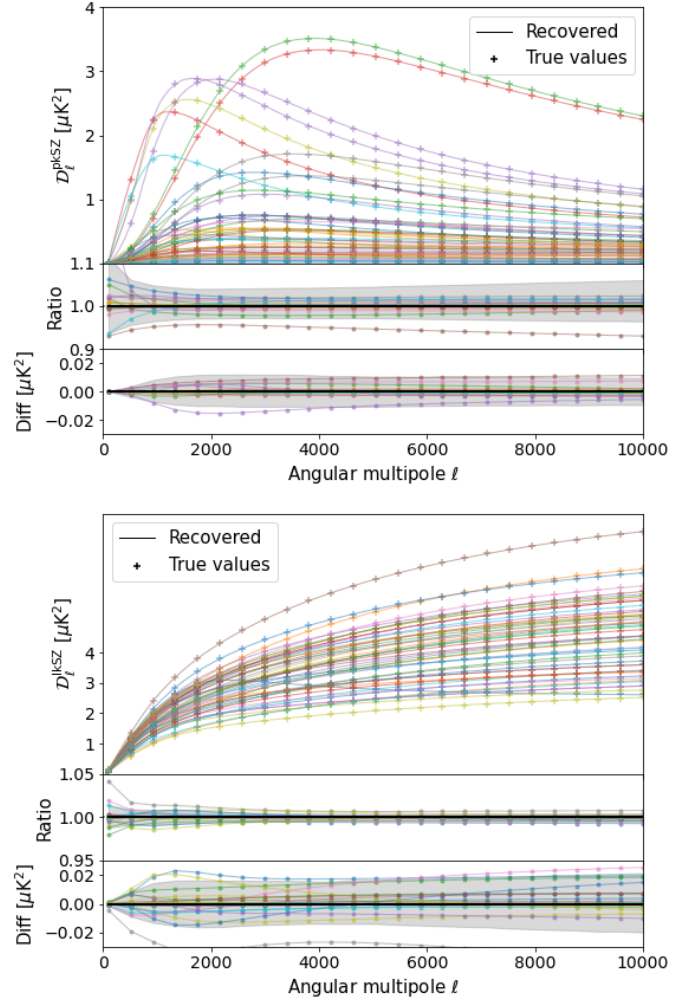 4
Recovered
True values
3
2
1
𝒟ℓ^pkSZ [μK²]
1.1
1.0
0.9
Ratio
0.02
0.00
−0.02
Diff [μK²]
0 2000 4000 6000 8000 10000
Angular multipole ℓ
Recovered
True values
4
3
2
1
𝒟ℓ^lkSZ [μK²]
1.05
1.00
0.95
Ratio
0.02
0.00
−0.02
Diff [μK²]
0 2000 4000 6000 8000 10000
Angular multipole ℓ